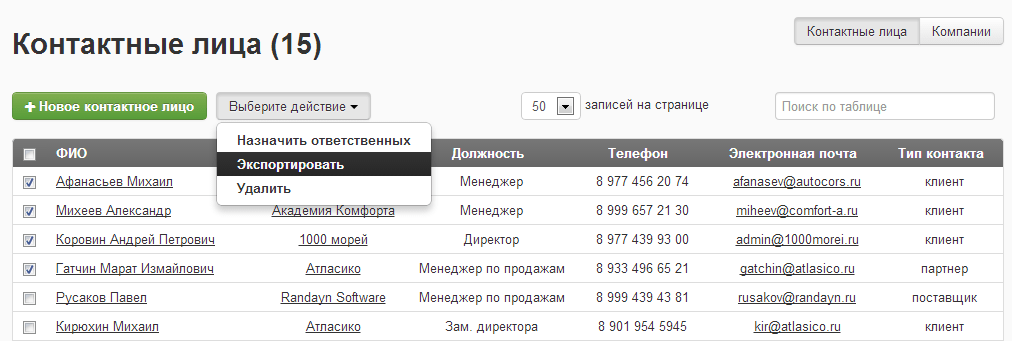 Контактные лица (15)
Контактные лица Компании
Новое контактное лицо Выберите действие 50 записей на странице Поиск по таблице
Назначить ответственных
Экспортировать
Удалить
ФИО Должность Телефон Электронная почта Тип контакта
Афанасьев Михаил Менеджер 8 977 456 20 74 afanasev@autocors.ru клиент
Михеев Александр Академия Комфорта Менеджер 8 999 657 21 30 miheev@comfort-a.ru клиент
Коровин Андрей Петрович 1000 морей Директор 8 977 439 93 00 admin@1000morei.ru клиент
Гатчин Марат Измайлович Атласико Менеджер по продажам 8 933 496 65 21 gatchin@atlasico.ru партнер
Русаков Павел Randayn Software Менеджер по продажам 8 999 439 43 81 rusakov@randayn.ru поставщик
Кирюхин Михаил Атласико Зам. директора 8 901 954 5945 kir@atlasico.ru клиент